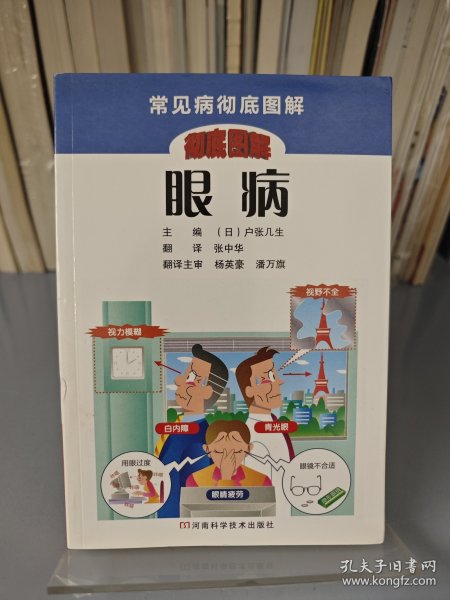 常见病彻底图解
彻底图解
眼病
主 编 （日）户张几生
翻 译 张中华
翻译主审 杨英豪 潘万旗
视野不全
视力模糊
白内障
青光眼
用眼过度
眼镜不合适
眼睛疲劳
河南科学技术出版社
孔夫子旧书网
www.kongfz.com